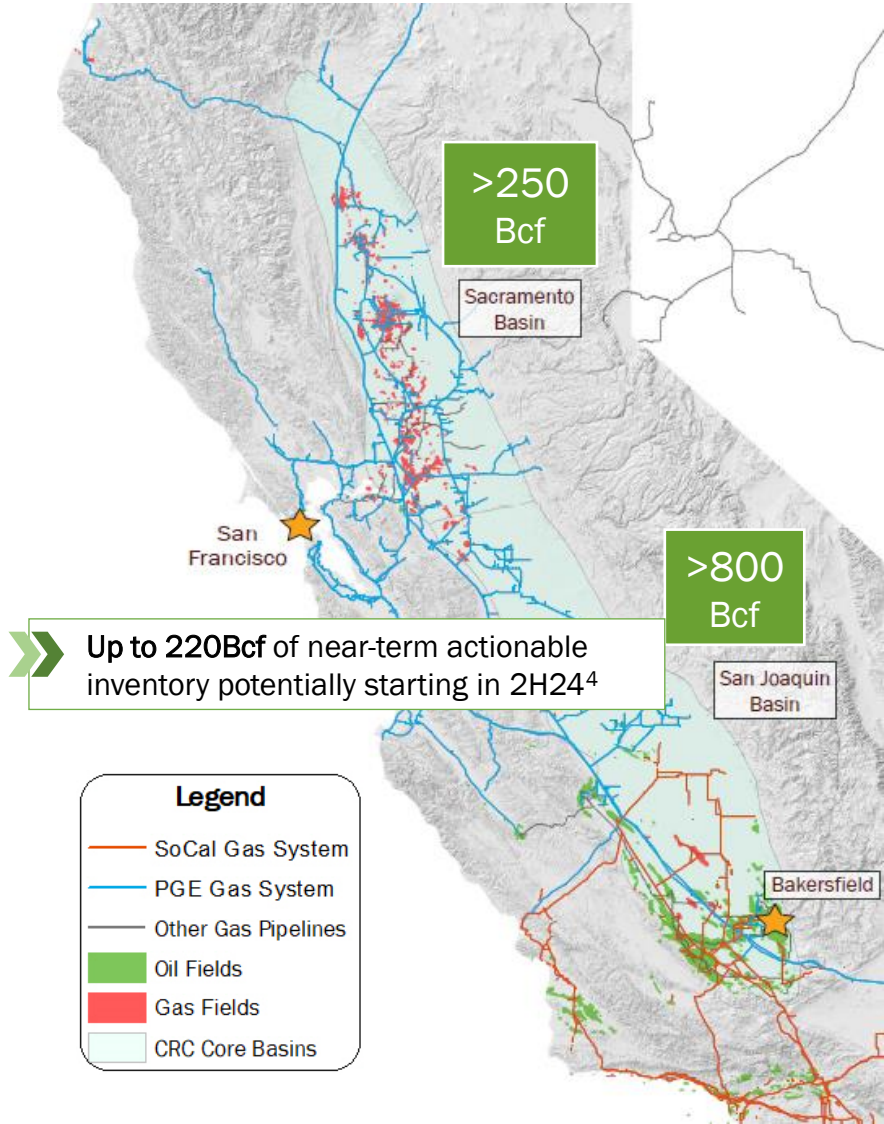 >250
Bcf
Sacramento
Basin
San
Francisco
>800
Bcf
Up to 220Bcf of near-term actionable
inventory potentially starting in 2H24⁴
San Joaquin
Basin
Legend
SoCal Gas System
PGE Gas System
Other Gas Pipelines
Oil Fields
Gas Fields
CRC Core Basins
Bakersfield